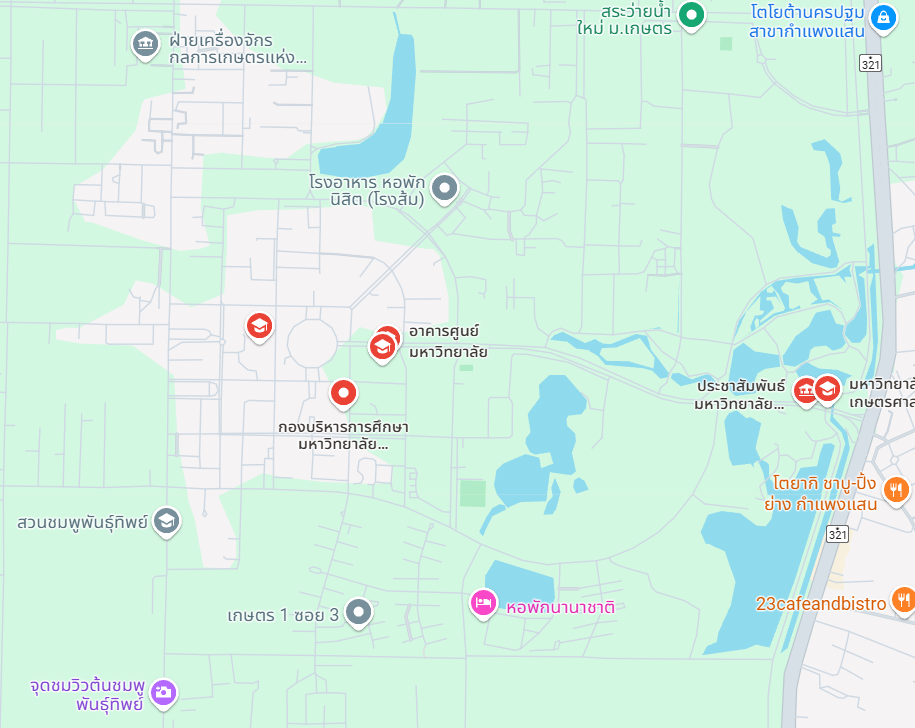 สระว่ายน้ำ
ใหม่ ม.เกษตร
โตโยต้านครปฐม
สาขากำแพงแสน
ฝ่ายเครื่องจักร
กลการเกษตรแห่ง...
321
โรงอาหาร หอพัก
นิสิต (โรงส้ม)
อาคารศูนย์
มหาวิทยาลัย
ประชาสัมพันธ์
มหาวิทยาลัย...
มหาวิทยาลั
เกษตรศาส
กองบริหารการศึกษา
มหาวิทยาลัย...
โตยากิ ชาบู-ปิ้ง
ย่าง กำแพงแสน
สวนชมพูพันธุ์ทิพย์
321
เกษตร 1 ซอย 3
หอพักนานาชาติ
23cafeandbistro
จุดชมวิวต้นชมพู
พันธุ์ทิพย์